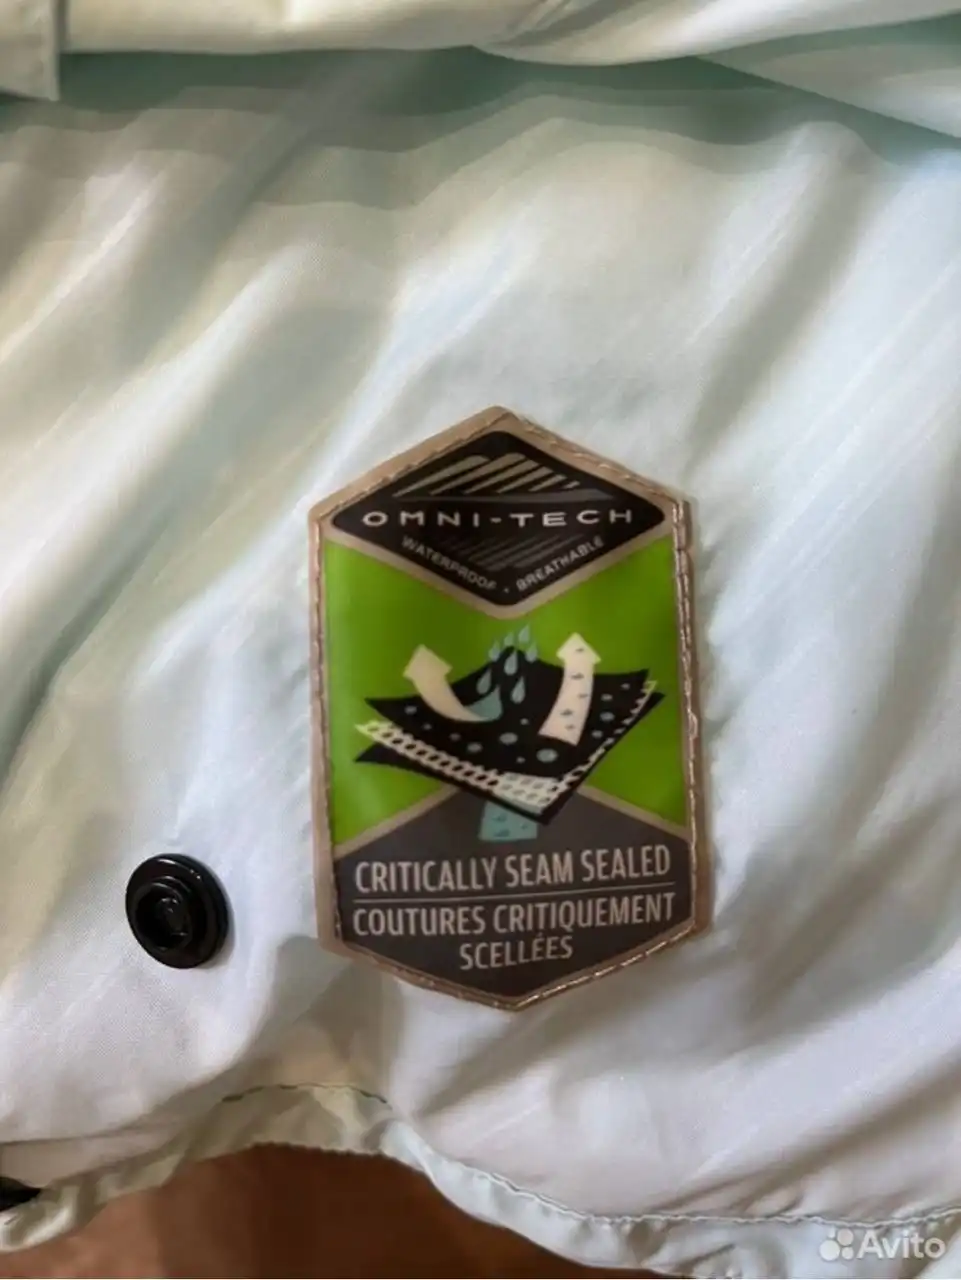 OMNI-TECH
WATERPROOF • BREATHABLE
CRITICALLY SEAM SEALED
COUTURES CRITIQUEMENT
SCELLÉES
Avito